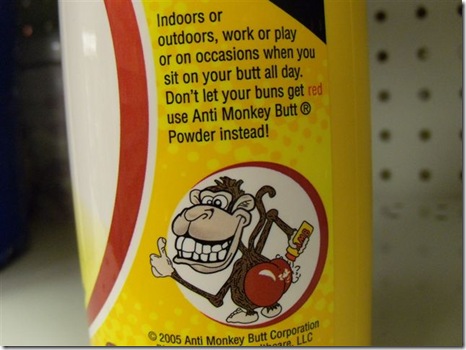 Indoors or
outdoors, work or play
or on occasions when you
sit on your butt all day.
Don't let your buns get red
use Anti Monkey Butt ®
Powder instead!
© 2005 Anti Monkey Butt Corporation
LLC